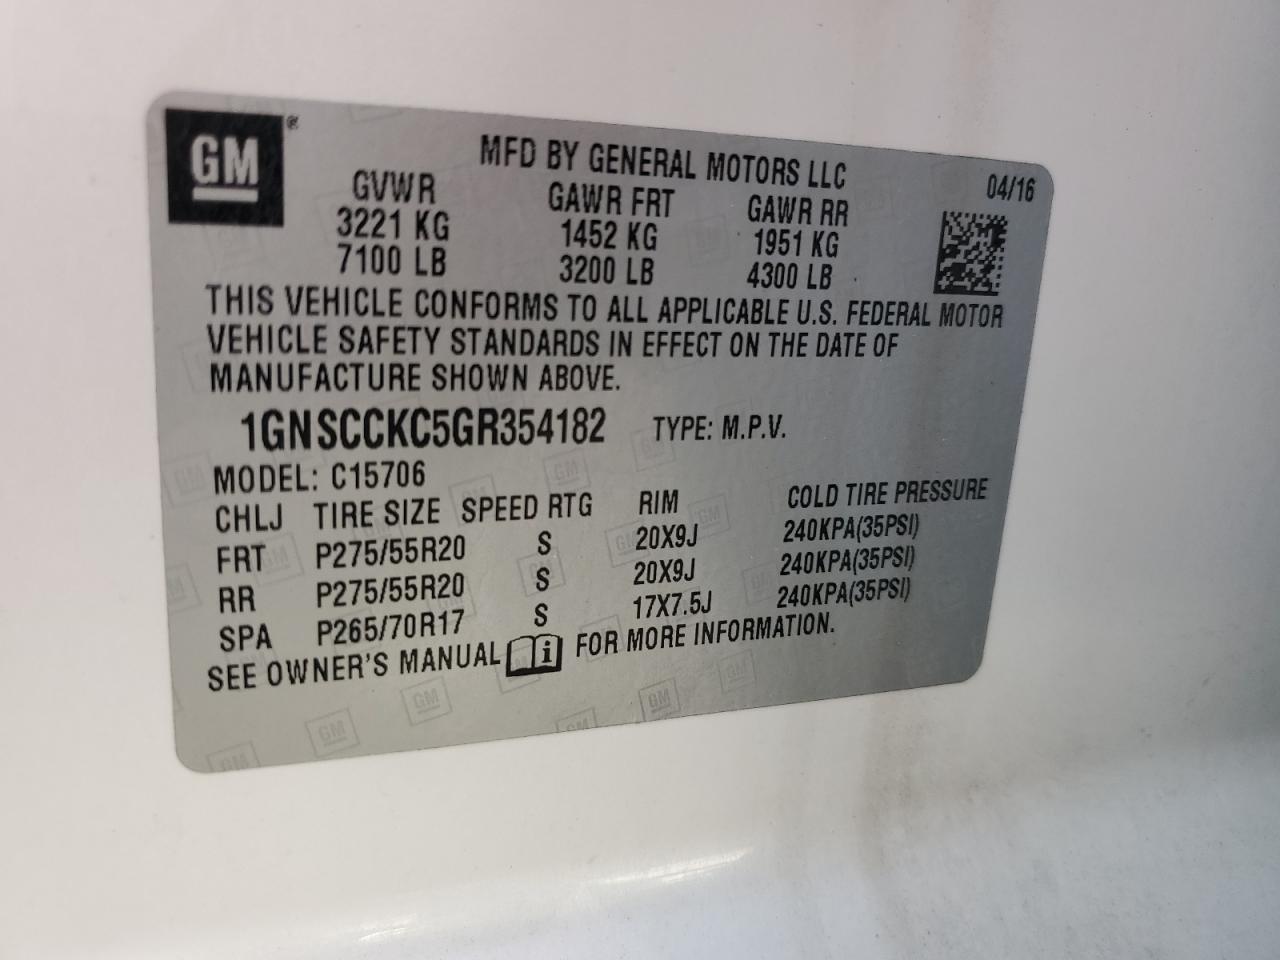 GM®
MFD BY GENERAL MOTORS LLC
04/16
GVWR GAWR FRT GAWR RR
3221 KG 1452 KG 1951 KG
7100 LB 3200 LB 4300 LB
THIS VEHICLE CONFORMS TO ALL APPLICABLE U.S. FEDERAL MOTOR
VEHICLE SAFETY STANDARDS IN EFFECT ON THE DATE OF
MANUFACTURE SHOWN ABOVE.
1GNSCCKC5GR354182 TYPE: M.P.V.
MODEL: C15706
CHLJ TIRE SIZE SPEED RTG RIM COLD TIRE PRESSURE
FRT P275/55R20 S 20X9J 240KPA(35PSI)
RR P275/55R20 S 20X9J 240KPA(35PSI)
SPA P265/70R17 S 17X7.5J 240KPA(35PSI)
SEE OWNER'S MANUAL i FOR MORE INFORMATION.